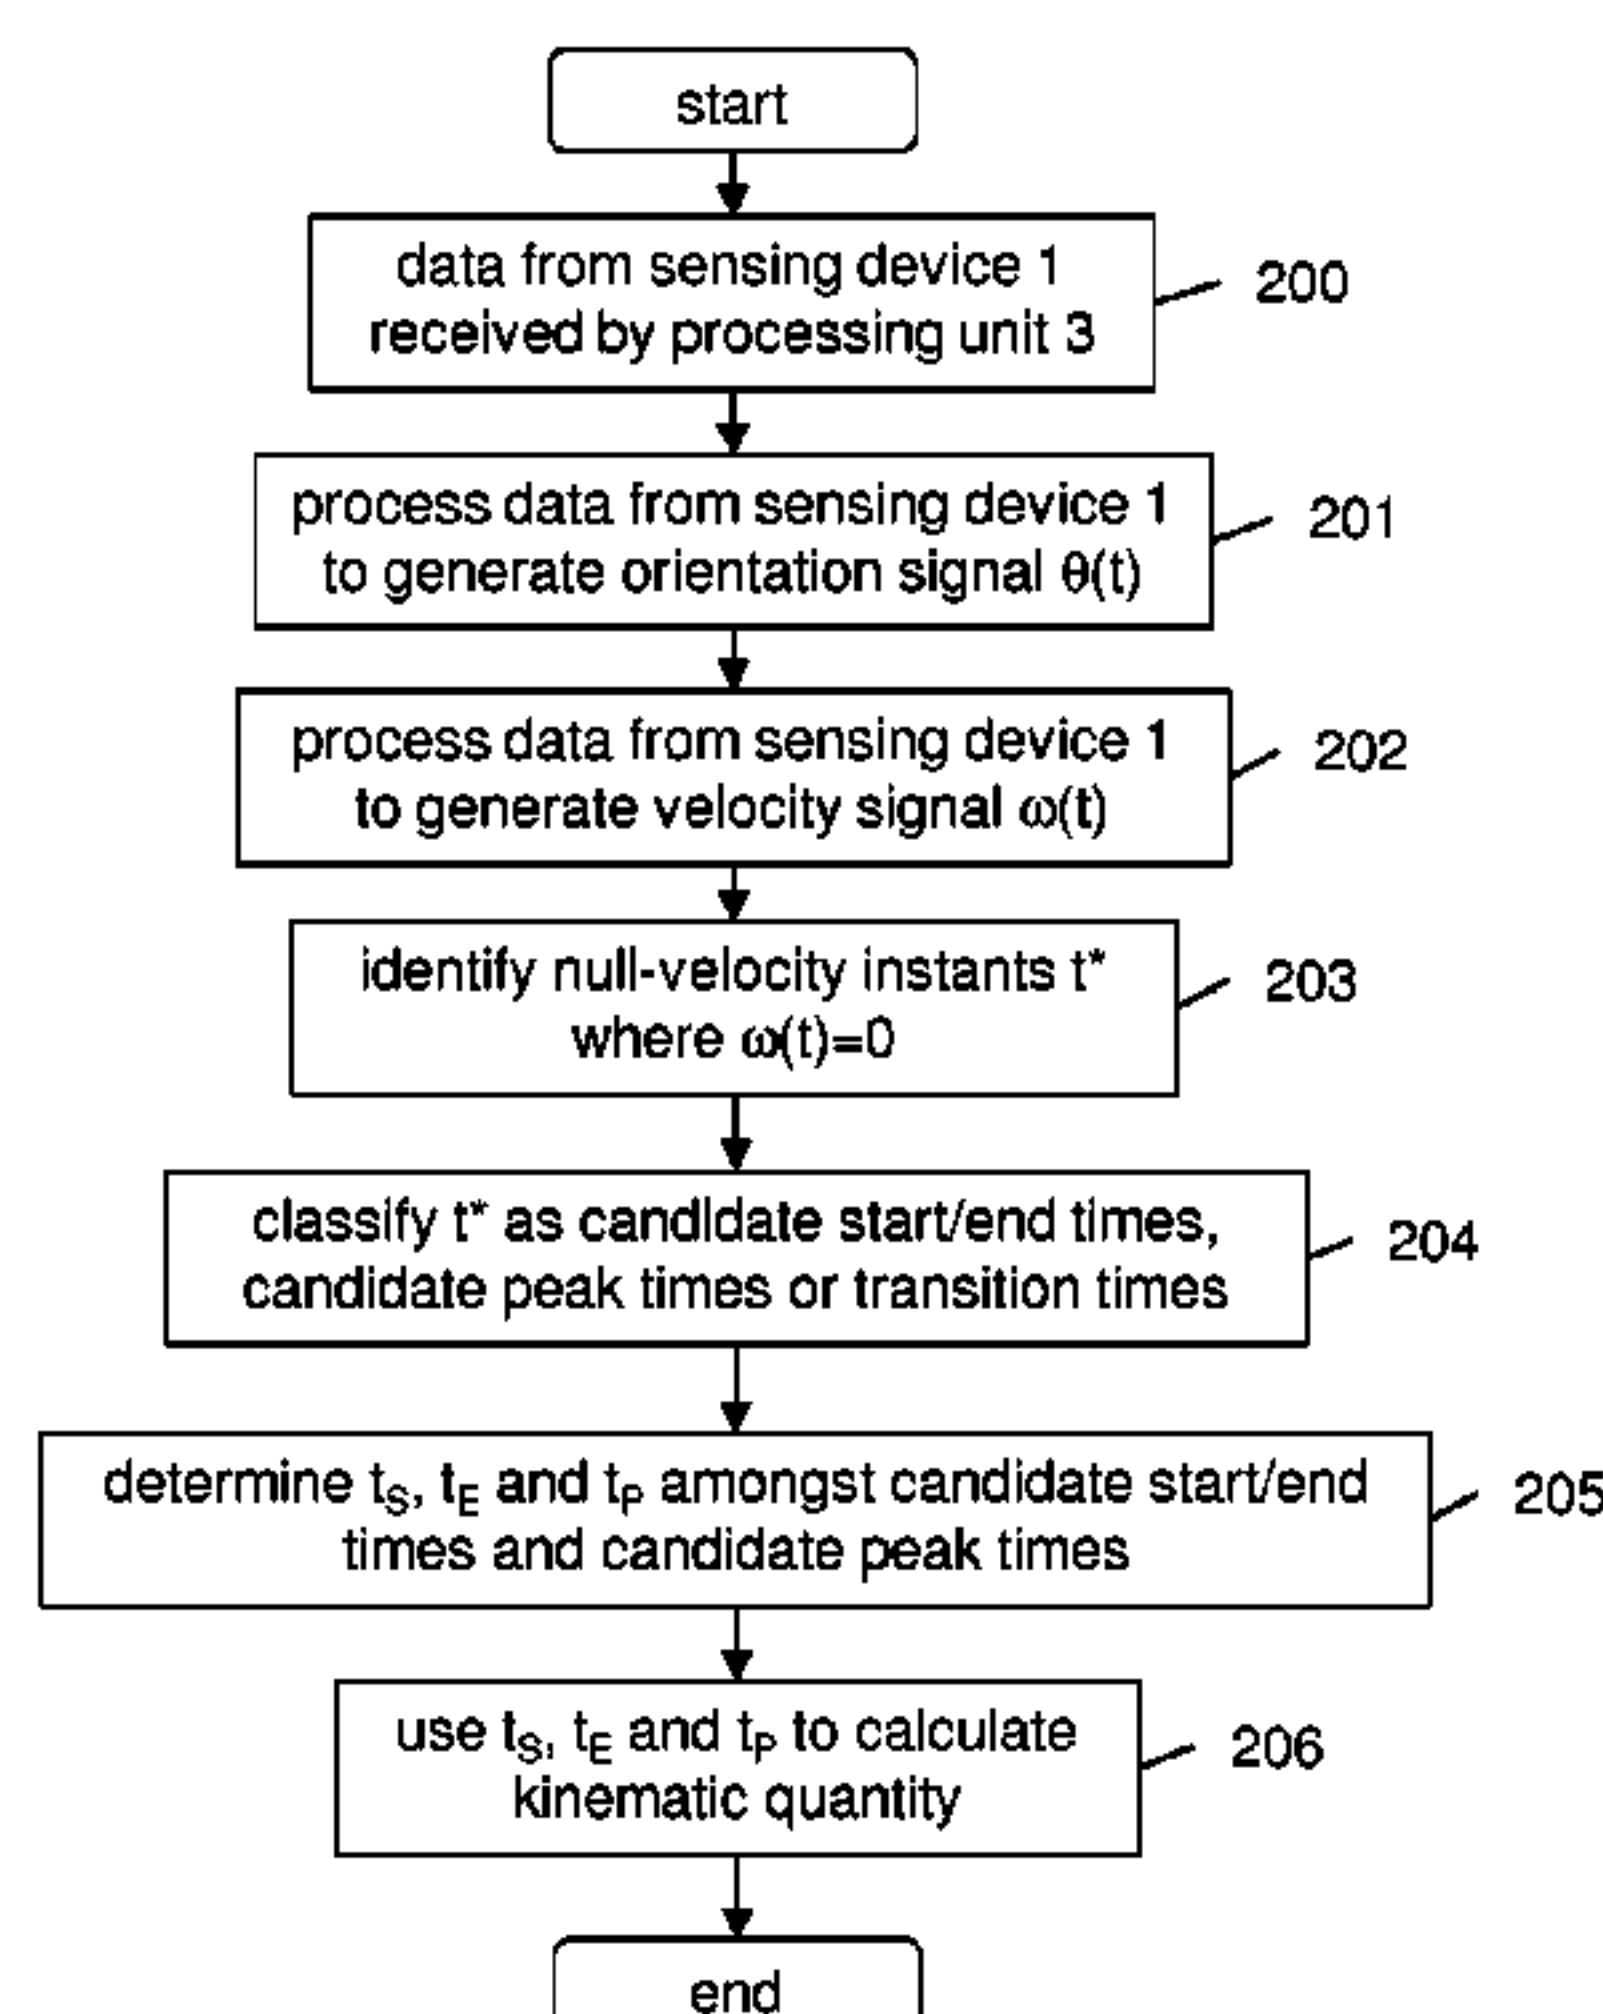 start
data from sensing device 1
received by processing unit 3
200
process data from sensing device 1
to generate orientation signal θ(t)
201
process data from sensing device 1
to generate velocity signal ω(t)
202
identify null-velocity instants t*
where ω(t)=0
203
classify t* as candidate start/end times,
candidate peak times or transition times
204
determine tS, tE and tP amongst candidate start/end
times and candidate peak times
205
use tS, tE and tP to calculate
kinematic quantity
206
end